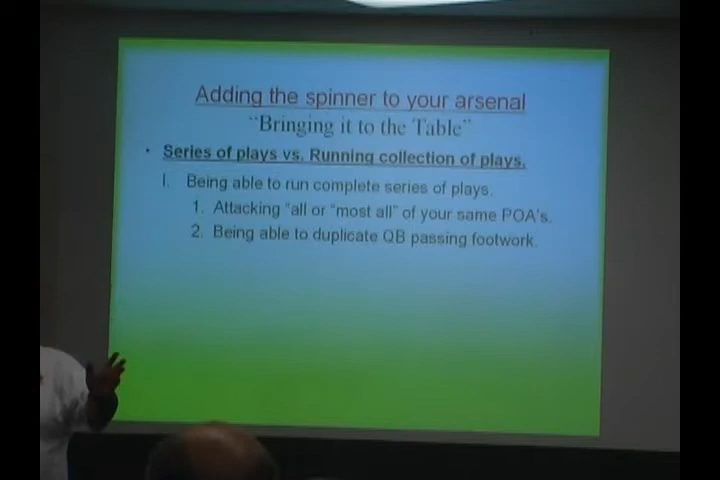 Adding the spinner to your arsenal
"Bringing it to the Table"
• Series of plays vs. Running collection of plays.
I. Being able to run complete series of plays.
1. Attacking "all or "most all" of your same POA's.
2. Being able to duplicate QB passing footwork.